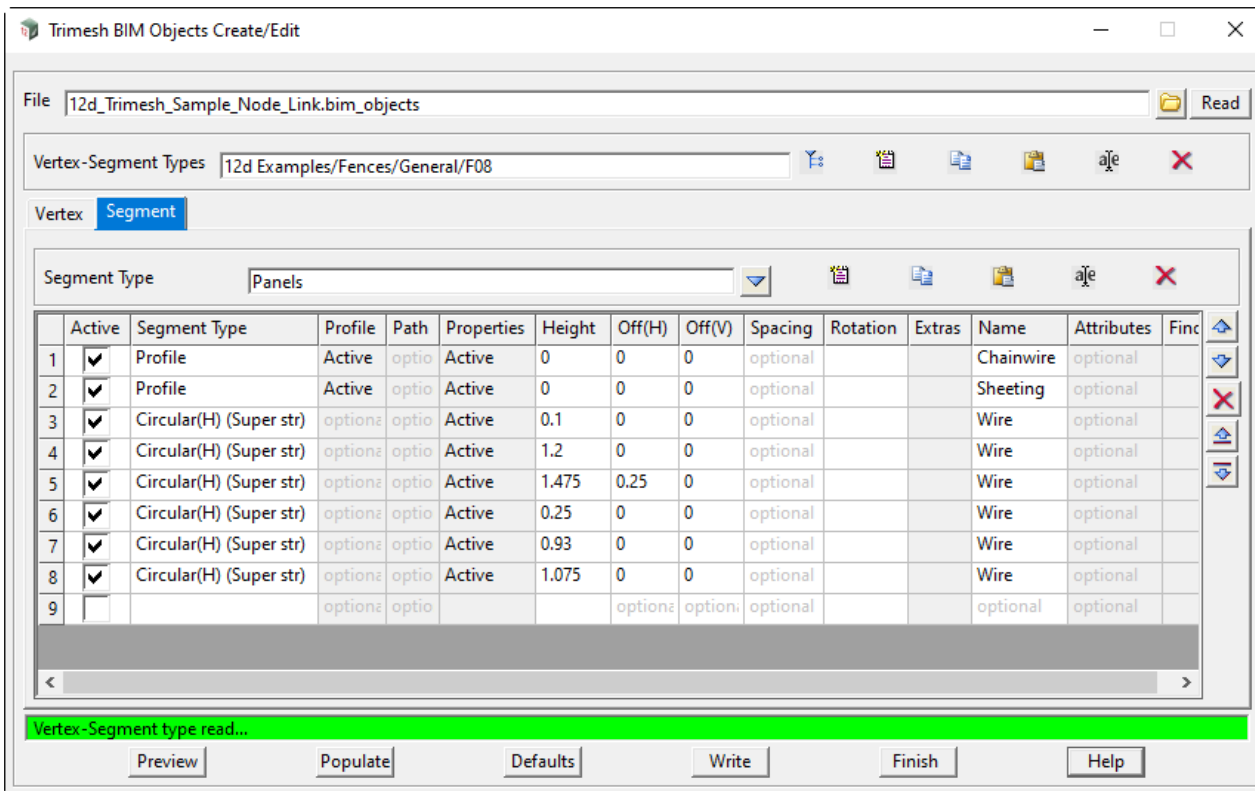 Trimesh BIM Objects Create/Edit
File 12d_Trimesh_Sample_Node_Link.bim_objects Read
Vertex-Segment Types 12d Examples/Fences/General/F08
Vertex Segment
Segment Type Panels
Active Segment Type Profile Path Properties Height Off(H) Off(V) Spacing Rotation Extras Name Attributes Finc
1 Profile Active optio Active 0 0 0 optional Chainwire optional
2 Profile Active optio Active 0 0 0 optional Sheeting optional
3 Circular(H) (Super str) optiona optio Active 0.1 0 0 optional Wire optional
4 Circular(H) (Super str) optiona optio Active 1.2 0 0 optional Wire optional
5 Circular(H) (Super str) optiona optio Active 1.475 0.25 0 optional Wire optional
6 Circular(H) (Super str) optiona optio Active 0.25 0 0 optional Wire optional
7 Circular(H) (Super str) optiona optio Active 0.93 0 0 optional Wire optional
8 Circular(H) (Super str) optiona optio Active 1.075 0 0 optional Wire optional
9 optiona optio optiona option optional optional optional
Vertex-Segment type read...
Preview Populate Defaults Write Finish Help